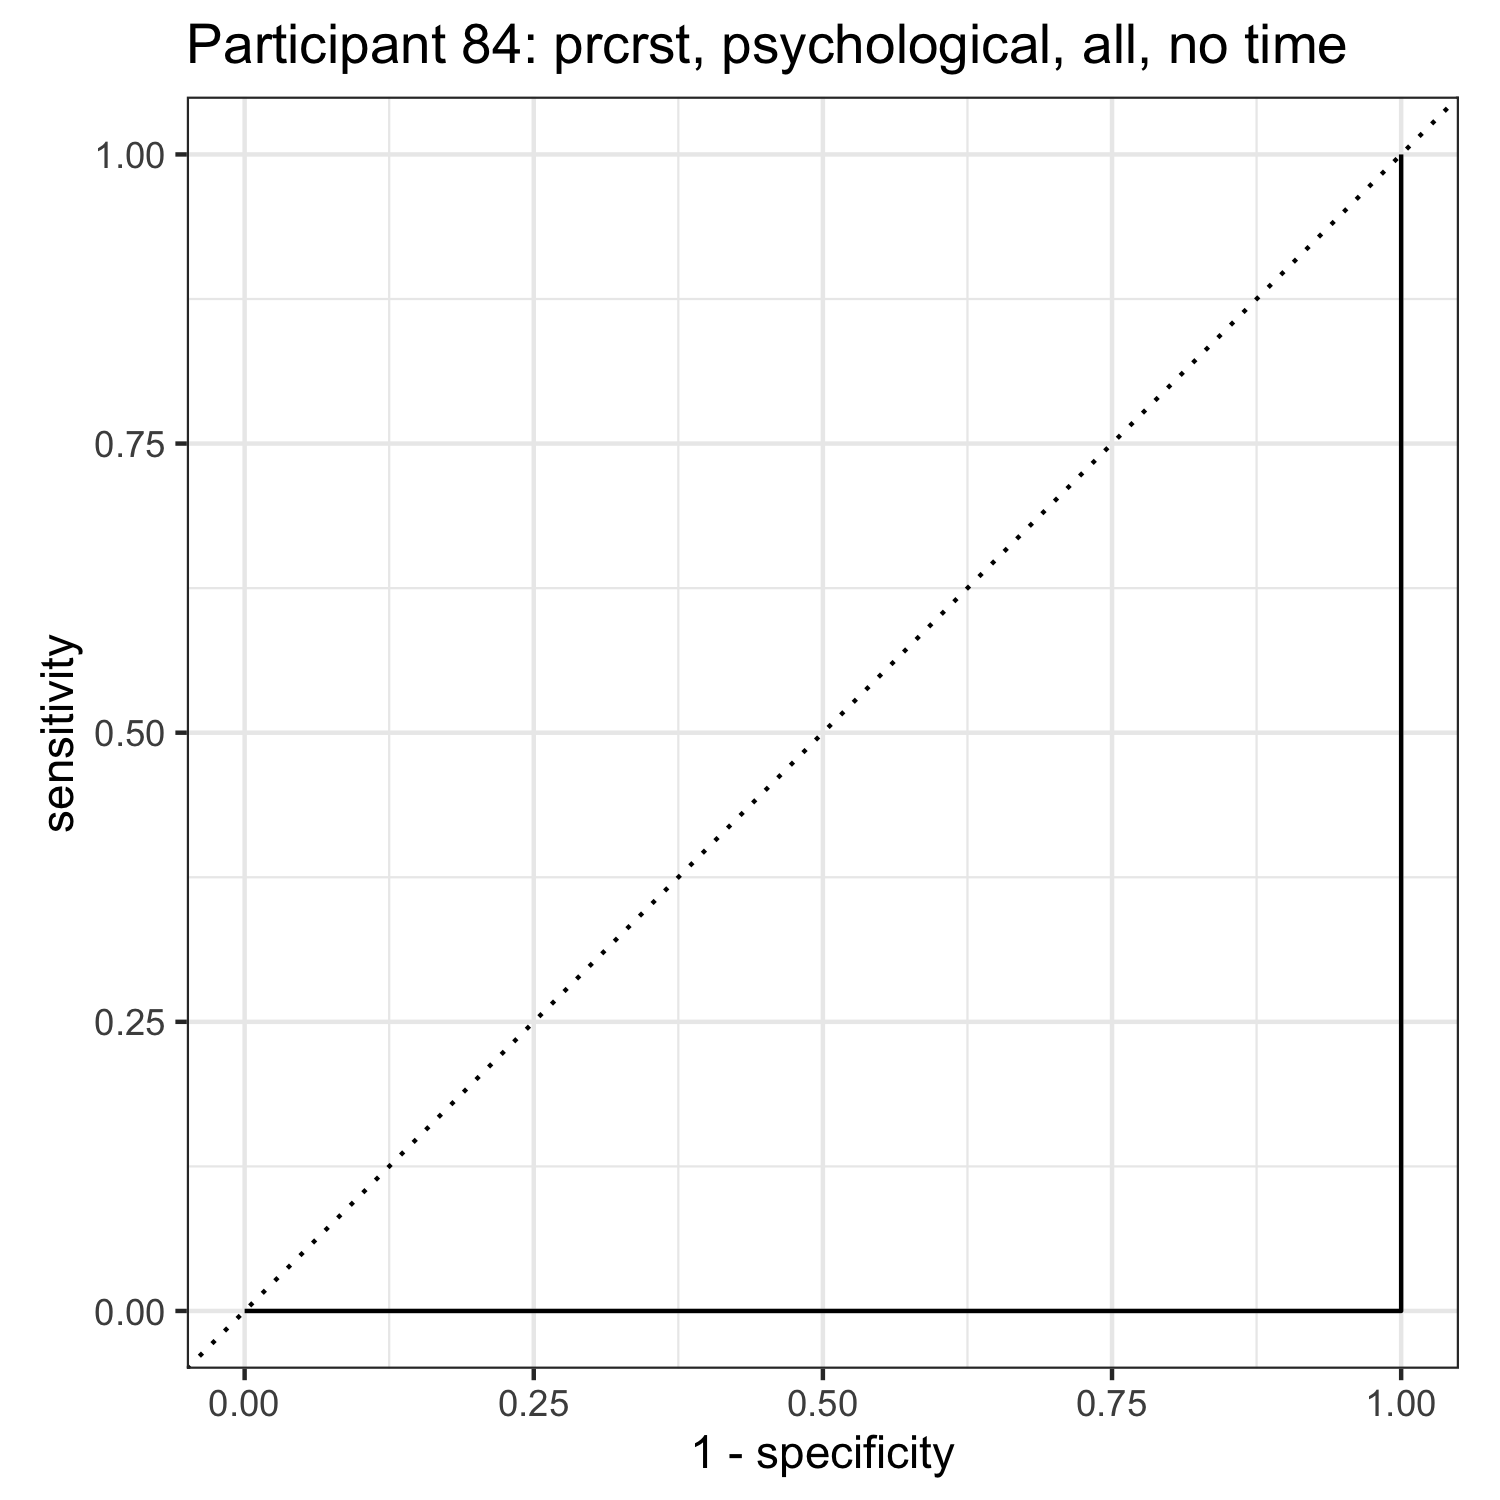 Participant 84: prcrst, psychological, all, no time
1.00
0.75
0.50
0.25
0.00
sensitivity
0.00 0.25 0.50 0.75 1.00
1 - specificity